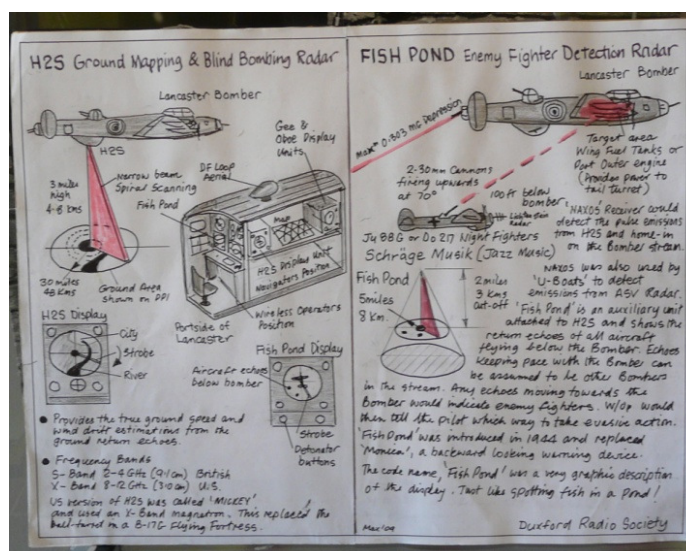 H2S Ground Mapping & Blind Bombing Radar
Lancaster Bomber
H2S
3 miles
high
4-8 kms
Narrow beam
Spiral Scanning
30 miles
48 Kms
Ground Area
shown on PPI
DF Loop
Aerial
Fish Pond
Gee &
Oboe Display
Units
Map
H2S Display Unit
Navigators Position
Wireless Operators
Position
Portside of
Lancaster
H2S Display
City
Strobe
River
Fish Pond Display
Aircraft echoes
below bomber
Strobe
Detonator
buttons
• Provides the true ground speed and
wind drift estimations from the
ground return echoes.
• Frequency Bands
S-Band 2-4 GHz (9.1cm) British
X-Band 8-12 GHz (3.0cm) U.S.
US version of H2S was called 'MICKEY'
and used an X-Band magnetron. This replaced the
ball-turret in a B-17G Flying Fortress.
FISH POND Enemy Fighter Detection Radar
Lancaster Bomber
Max^m 0.303 MG Depression
Target area
Wing Fuel Tanks or
Port Outer engine
(Provides power to
tail turret)
2-30mm Cannons
firing upwards
at 70°
100ft below
bomber
Lichtenstein
Radar
Ju 88G or Do 217 Night Fighters
Schräge Musik (Jazz Music)
'NAXOS' Receiver could
detect the pulse emissions
from H2S and home-in
on the Bomber stream.
NAXOS was also used by
'U-Boats' to detect
emissions from ASV Radar.
Fish Pond
5miles
8 Km.
2miles
3 Kms
cut-off
'Fish Pond' is an auxiliary unit
attached to H2S and shows the
return echoes of all aircraft
flying below the Bomber. Echoes
keeping pace with the Bomber can
be assumed to be other Bombers
in the stream. Any echoes moving towards the
Bomber would indicate enemy fighters. W/Op would
then tell the pilot which way to take evasive action.
'Fish Pond' was introduced in 1944 and replaced
'Monica', a backward looking warning device.
The code name, 'Fish Pond' was a very graphic description
of the display. Just like spotting fish in a Pond!
Duxford Radio Society